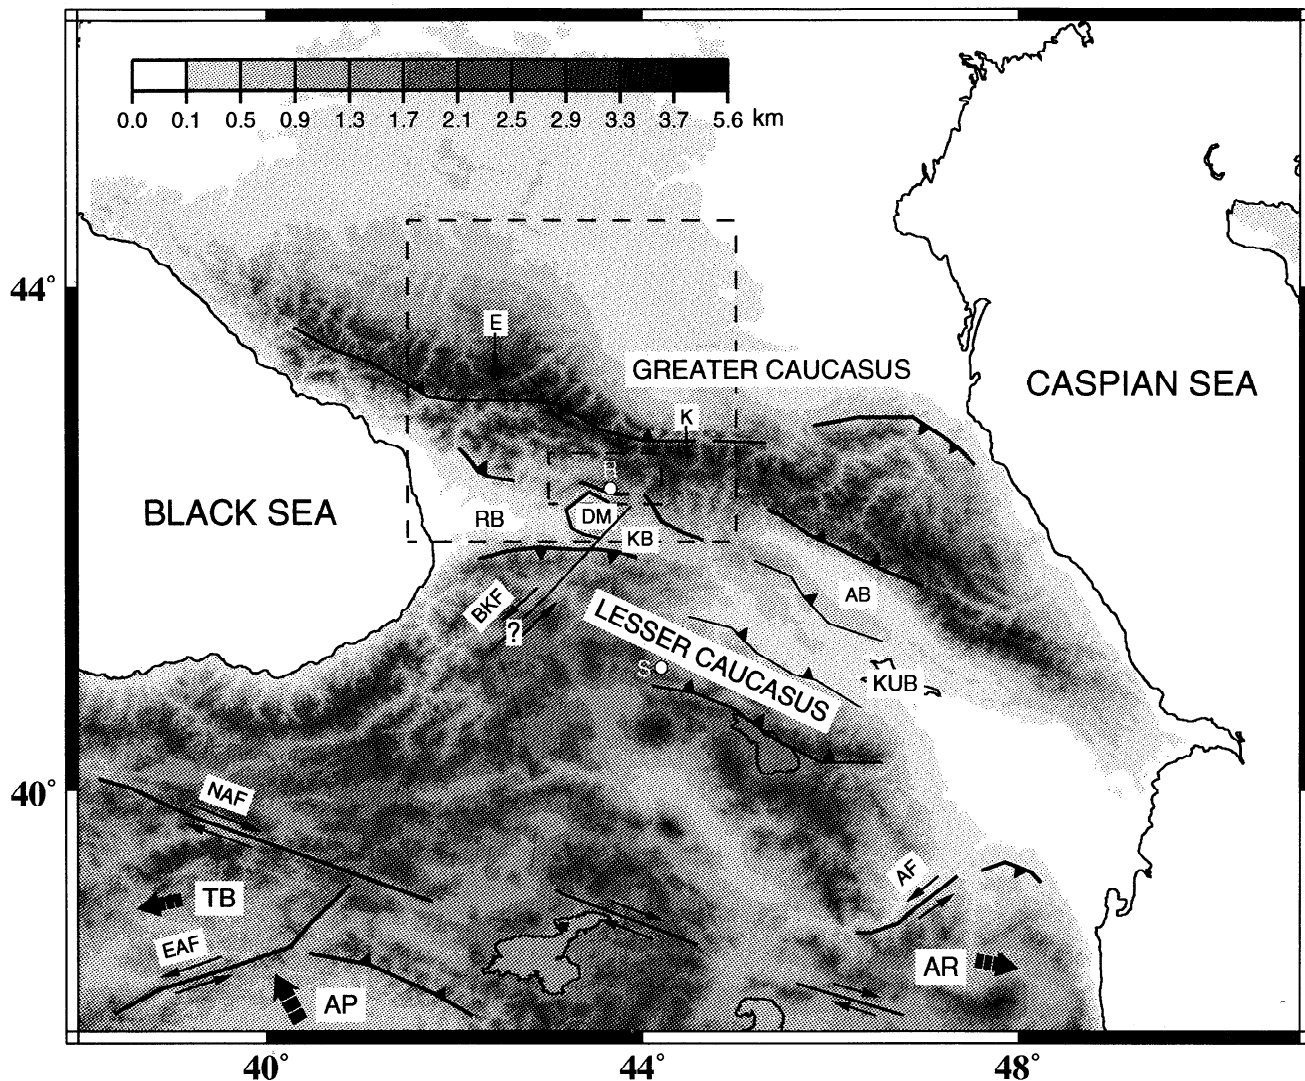 0.0 0.1 0.5 0.9 1.3 1.7 2.1 2.5 2.9 3.3 3.7 5.6 km
44°
E
GREATER CAUCASUS
CASPIAN SEA
K
R
BLACK SEA
RB
DM
KB
BKF
?
AB
LESSER CAUCASUS
S
KUB
40°
NAF
TB
AF
EAF
AR
AP
40° 44° 48°